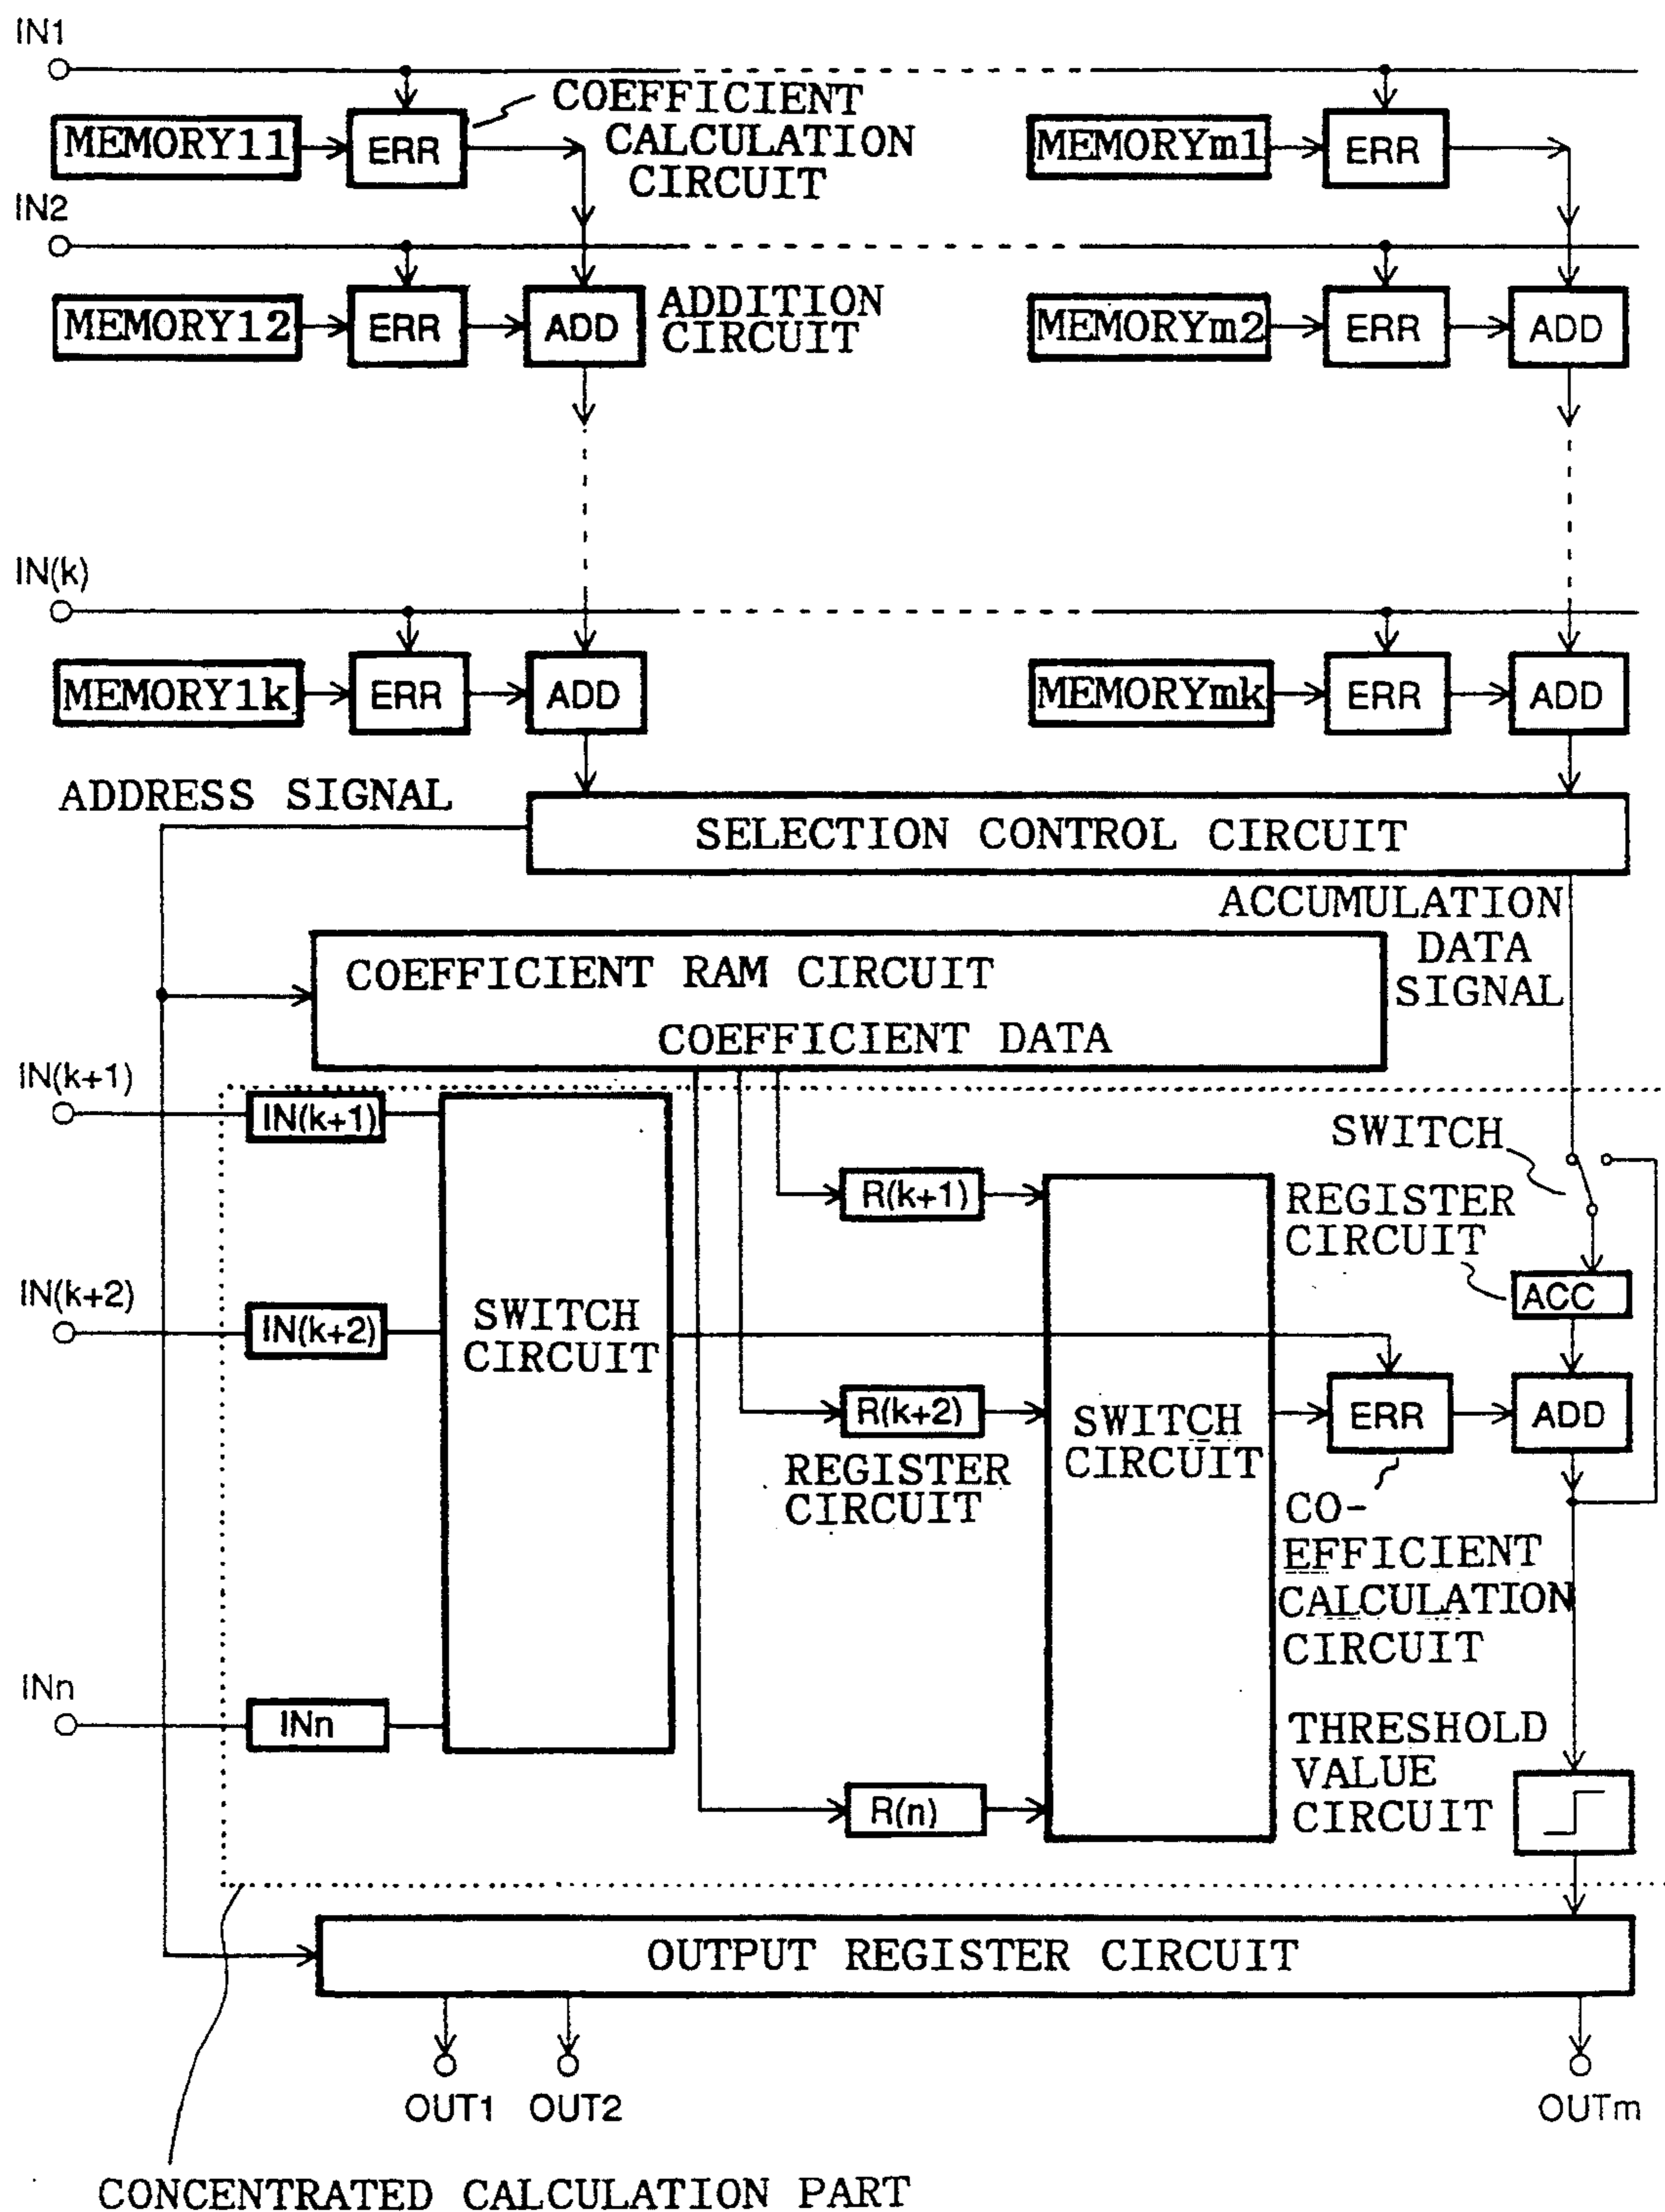 IN1
COEFFICIENT
CALCULATION
CIRCUIT
MEMORY11
ERR
MEMORYm1
ERR
IN2
MEMORY12
ERR
ADD
ADDITION
CIRCUIT
MEMORYm2
ERR
ADD
IN(k)
MEMORY1k
ERR
ADD
MEMORYmk
ERR
ADD
ADDRESS SIGNAL
SELECTION CONTROL CIRCUIT
ACCUMULATION
DATA
SIGNAL
COEFFICIENT RAM CIRCUIT
COEFFICIENT DATA
IN(k+1)
IN(k+1)
SWITCH
R(k+1)
REGISTER
CIRCUIT
IN(k+2)
IN(k+2)
SWITCH
CIRCUIT
ACC
R(k+2)
SWITCH
CIRCUIT
ERR
ADD
REGISTER
CIRCUIT
CO-
EFFICIENT
CALCULATION
CIRCUIT
INn
INn
THRESHOLD
VALUE
CIRCUIT
R(n)
OUTPUT REGISTER CIRCUIT
OUT1
OUT2
OUTm
CONCENTRATED CALCULATION PART